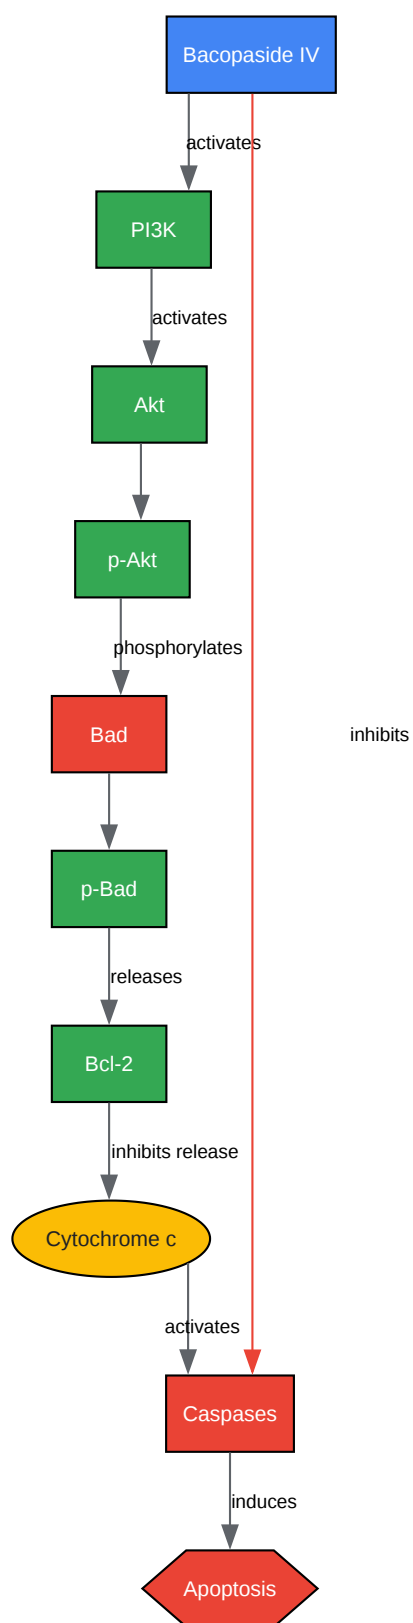 Bacopaside IV
activates
PI3K
activates
Akt
p-Akt
phosphorylates
Bad
inhibits
p-Bad
releases
Bcl-2
inhibits release
Cytochrome c
activates
Caspases
induces
Apoptosis